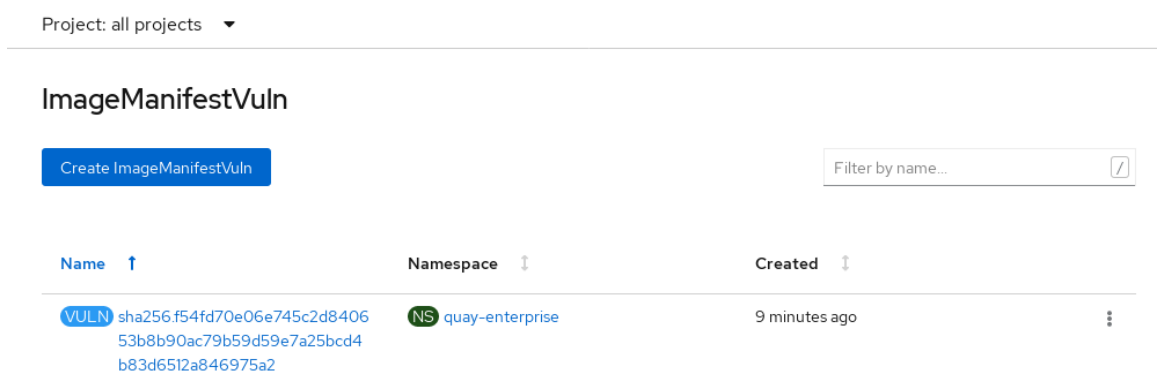 Project: all projects
ImageManifestVuln
Create ImageManifestVuln
Filter by name...
/
Name
Namespace
Created
VULN sha256.f54fd70e06e745c2d8406
53b8b90ac79b59d59e7a25bcd4
b83d6512a846975a2
NS quay-enterprise
9 minutes ago